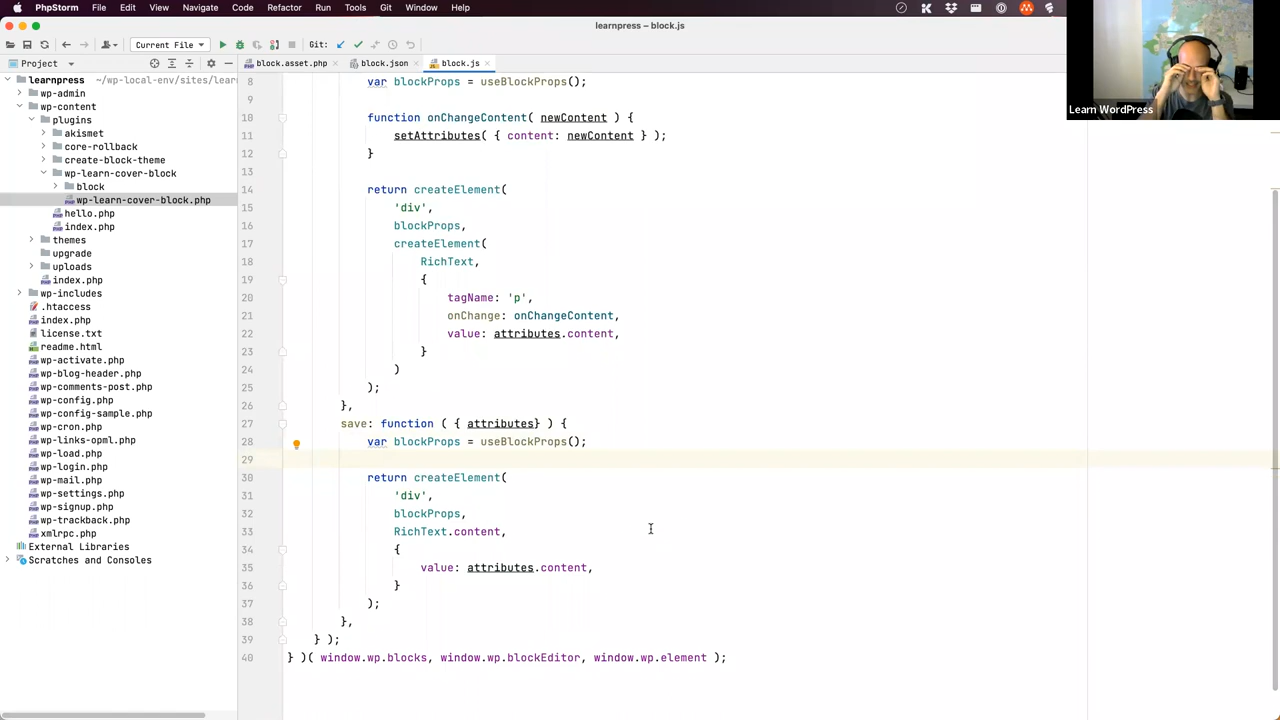 PhpStorm File Edit View Navigate Code Refactor Run Tools Git Window Help
learnpress – block.js
Current File
Git:
Project
block.asset.php
block.json
block.js
learnpress ~/wp-local-env/sites/lear
wp-admin
wp-content
plugins
akismet
core-rollback
create-block-theme
wp-learn-cover-block
block
wp-learn-cover-block.php
hello.php
index.php
themes
upgrade
uploads
index.php
wp-includes
.htaccess
index.php
license.txt
readme.html
wp-activate.php
wp-blog-header.php
wp-comments-post.php
wp-config.php
wp-config-sample.php
wp-cron.php
wp-links-opml.php
wp-load.php
wp-login.php
wp-mail.php
wp-settings.php
wp-signup.php
wp-trackback.php
xmlrpc.php
External Libraries
Scratches and Consoles
8 var blockProps = useBlockProps();
9
10 function onChangeContent( newContent ) {
11 setAttributes( { content: newContent } );
12 }
13
14 return createElement(
15 'div',
16 blockProps,
17 createElement(
18 RichText,
19 {
20 tagName: 'p',
21 onChange: onChangeContent,
22 value: attributes.content,
23 }
24 )
25 );
26 },
27 save: function ( { attributes} ) {
28 var blockProps = useBlockProps();
29
30 return createElement(
31 'div',
32 blockProps,
33 RichText.content,
34 {
35 value: attributes.content,
36 }
37 );
38 },
39 } );
40 } )( window.wp.blocks, window.wp.blockEditor, window.wp.element );
Learn WordPress